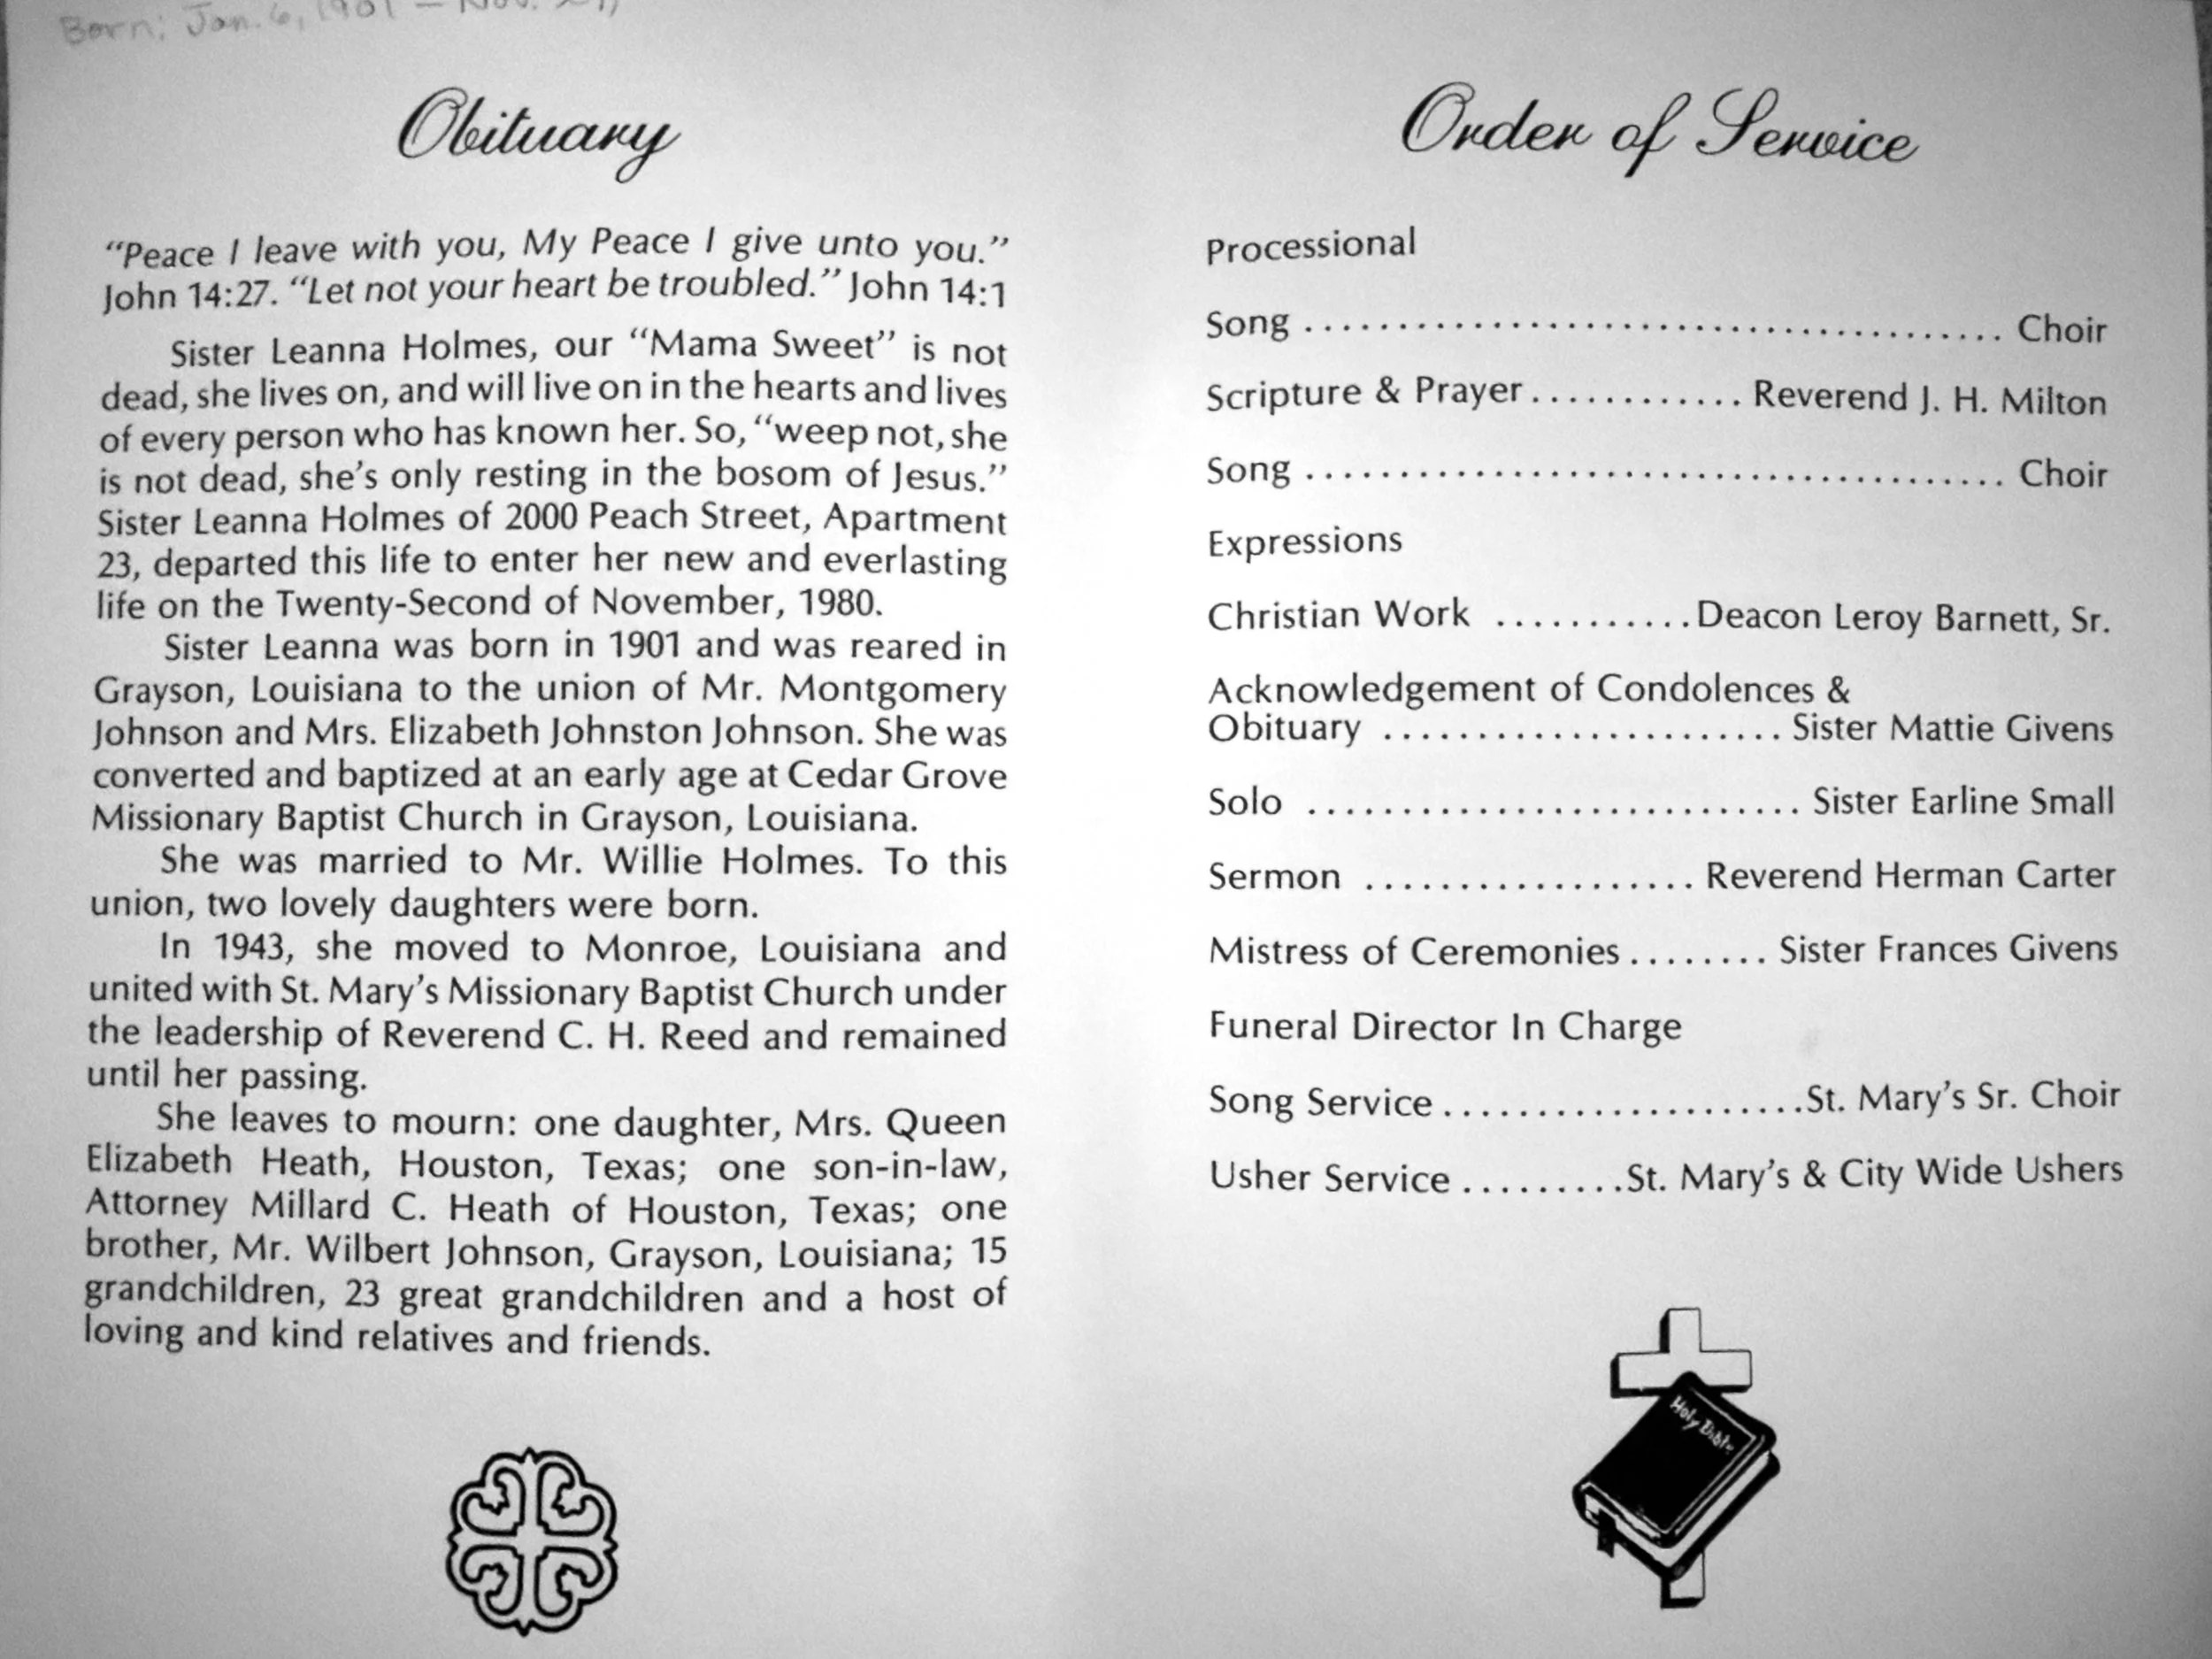 Born: Jan. 6, 1901 – Nov.
Obituary
“Peace I leave with you, My Peace I give unto you.”
John 14:27. “Let not your heart be troubled.” John 14:1
Sister Leanna Holmes, our “Mama Sweet” is not
dead, she lives on, and will live on in the hearts and lives
of every person who has known her. So, “weep not, she
is not dead, she’s only resting in the bosom of Jesus.”
Sister Leanna Holmes of 2000 Peach Street, Apartment
23, departed this life to enter her new and everlasting
life on the Twenty-Second of November, 1980.
Sister Leanna was born in 1901 and was reared in
Grayson, Louisiana to the union of Mr. Montgomery
Johnson and Mrs. Elizabeth Johnston Johnson. She was
converted and baptized at an early age at Cedar Grove
Missionary Baptist Church in Grayson, Louisiana.
She was married to Mr. Willie Holmes. To this
union, two lovely daughters were born.
In 1943, she moved to Monroe, Louisiana and
united with St. Mary’s Missionary Baptist Church under
the leadership of Reverend C. H. Reed and remained
until her passing.
She leaves to mourn: one daughter, Mrs. Queen
Elizabeth Heath, Houston, Texas; one son-in-law,
Attorney Millard C. Heath of Houston, Texas; one
brother, Mr. Wilbert Johnson, Grayson, Louisiana; 15
grandchildren, 23 great grandchildren and a host of
loving and kind relatives and friends.
Order of Service
Processional
Song ...................................... Choir
Scripture & Prayer............ Reverend J. H. Milton
Song ...................................... Choir
Expressions
Christian Work ...........Deacon Leroy Barnett, Sr.
Acknowledgement of Condolences &
Obituary ...................... Sister Mattie Givens
Solo ........................... Sister Earline Small
Sermon .................. Reverend Herman Carter
Mistress of Ceremonies........ Sister Frances Givens
Funeral Director In Charge
Song Service....................St. Mary’s Sr. Choir
Usher Service.........St. Mary’s & City Wide Ushers
Holy Bible